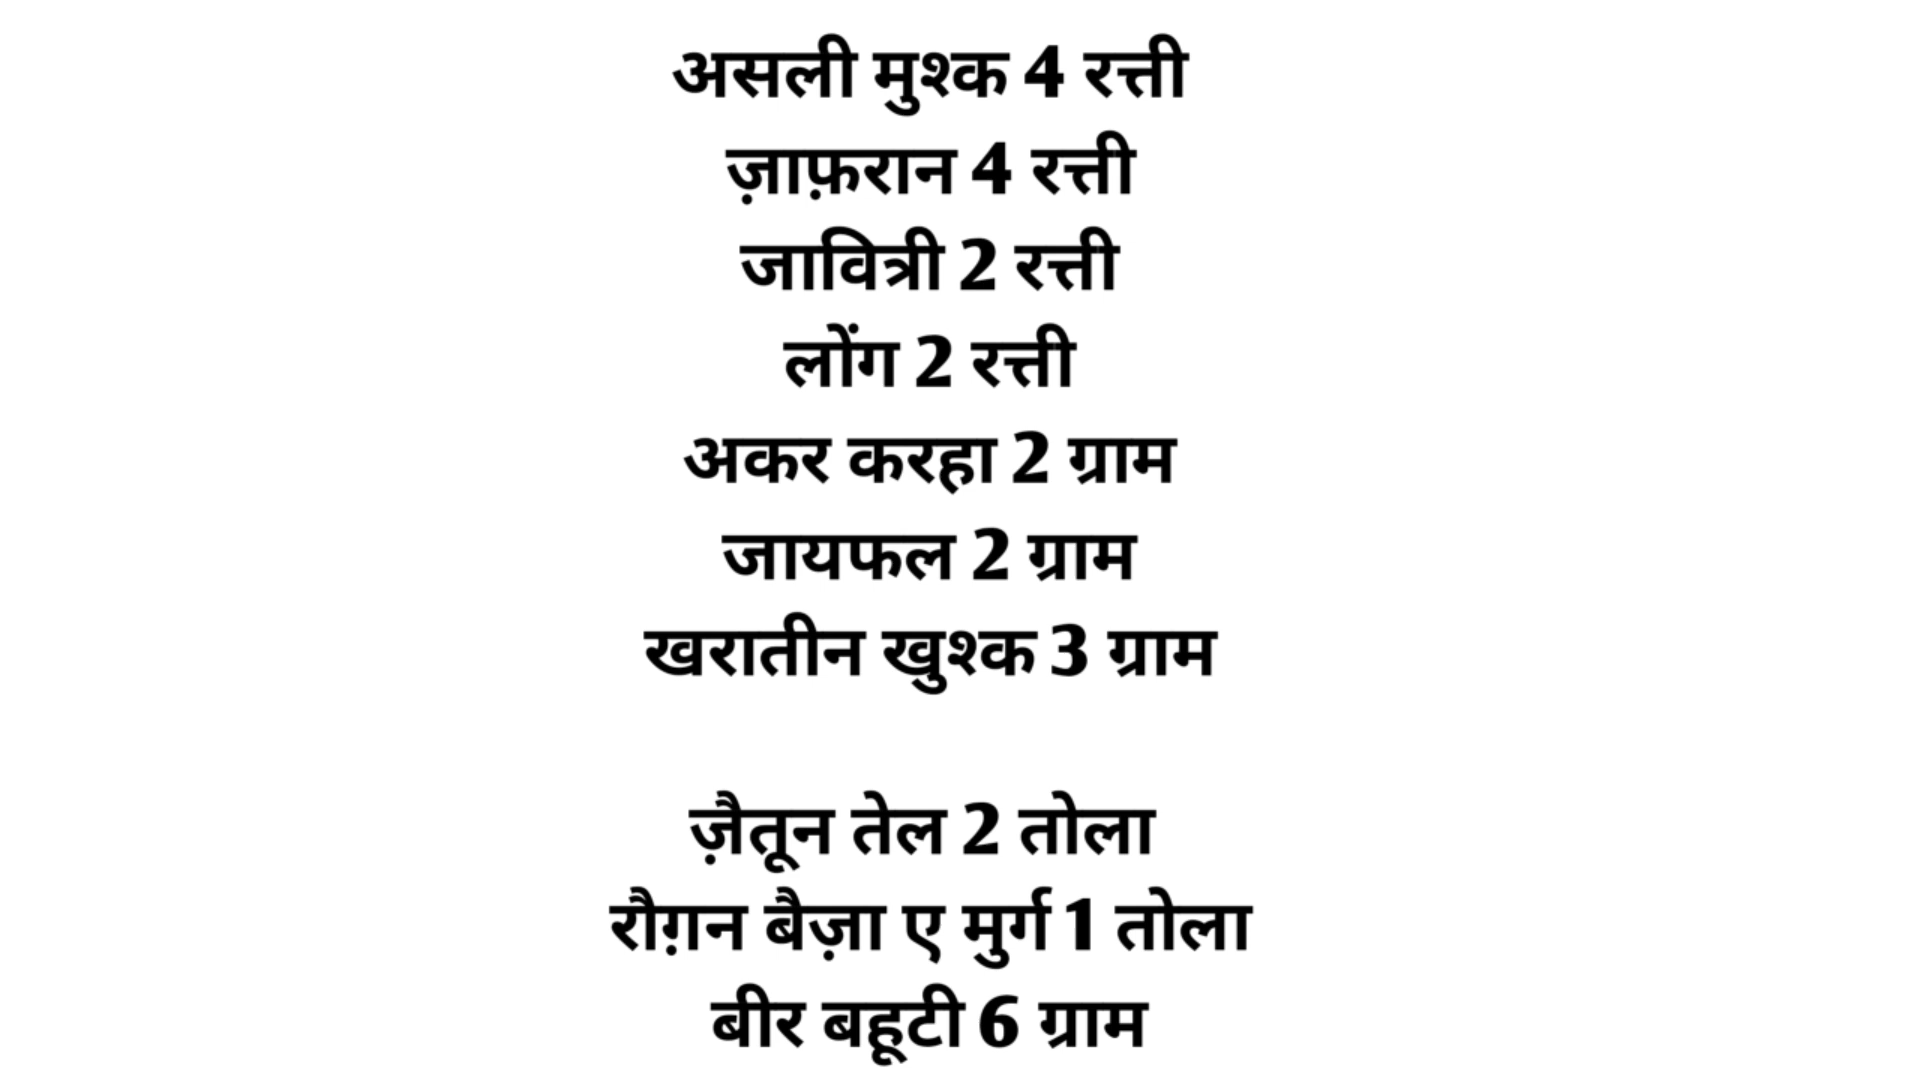 असली मुश्क 4 रत्ती
ज़ाफ़रान 4 रत्ती
जावित्री 2 रत्ती
लोंग 2 रत्ती
अकर करहा 2 ग्राम
जायफल 2 ग्राम
खरातीन खुश्क 3 ग्राम
ज़ैतून तेल 2 तोला
रौग़न बैज़ा ए मुर्ग 1 तोला
बीर बहूटी 6 ग्राम